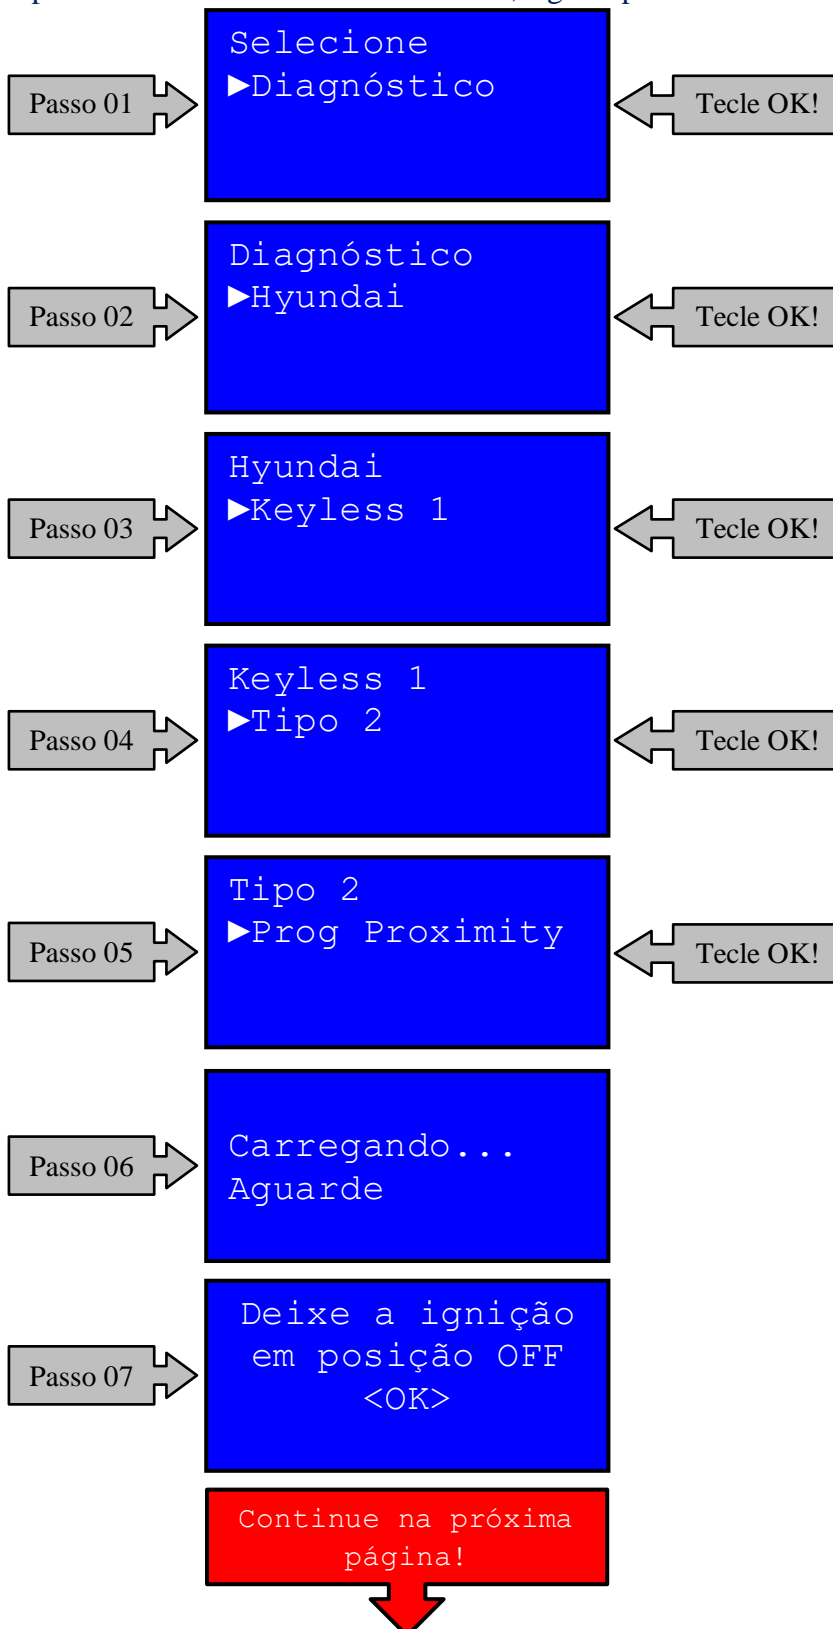 Selecione
Passo 01
►Diagnóstico
Tecle OK!
Diagnóstico
Passo 02
►Hyundai
Tecle OK!
Hyundai
Passo 03
►Keyless 1
Tecle OK!
Keyless 1
Passo 04
►Tipo 2
Tecle OK!
Tipo 2
Passo 05
►Prog Proximity
Tecle OK!
Passo 06
Carregando...
Aguarde
Passo 07
Deixe a ignição
em posição OFF
<OK>
Continue na próxima
página!